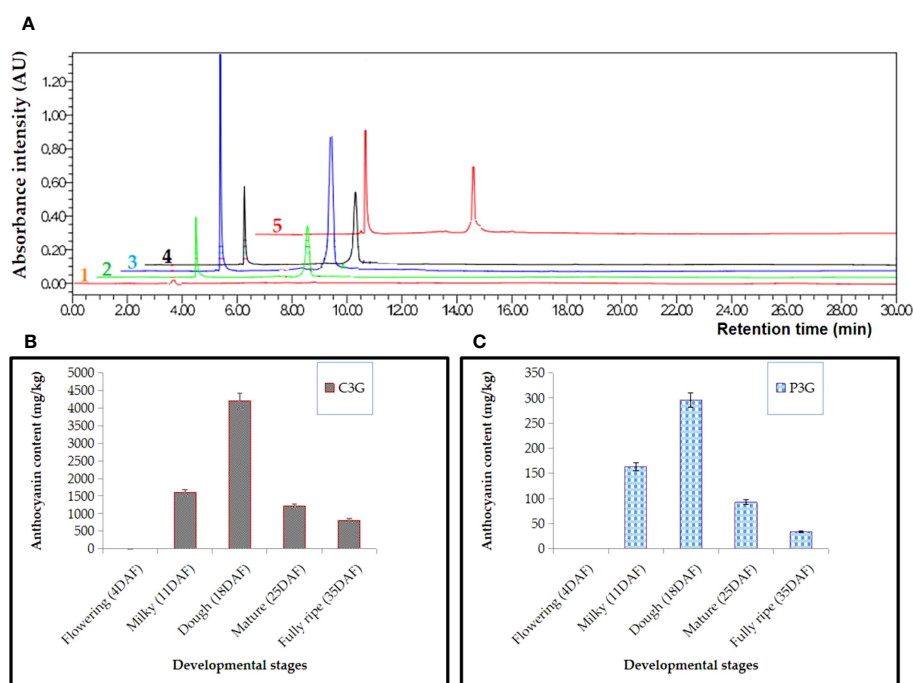 A
Absorbance intensity (AU)
1.20
1.00
0.80
0.60
0.40
0.20
0.00
1
2
3
4
5
0.00 2.00 4.00 6.00 8.00 10.00 12.00 14.00 16.00 18.00 20.00 22.00 24.00 26.00 28.00 30.00
Retention time (min)
B
Anthocyanin content (mg/kg)
5000
4500
4000
3500
3000
2500
2000
1500
1000
500
0
C3G
Flowering (4DAF)
Milky (11DAF)
Dough (18DAF)
Mature (25DAF)
Fully ripe (35DAF)
Developmental stages
C
Anthocyanin content (mg/kg)
350
300
250
200
150
100
50
0
P3G
Flowering (4DAF)
Milky (11DAF)
Dough (18DAF)
Mature (25DAF)
Fully ripe (35DAF)
Developmental stages